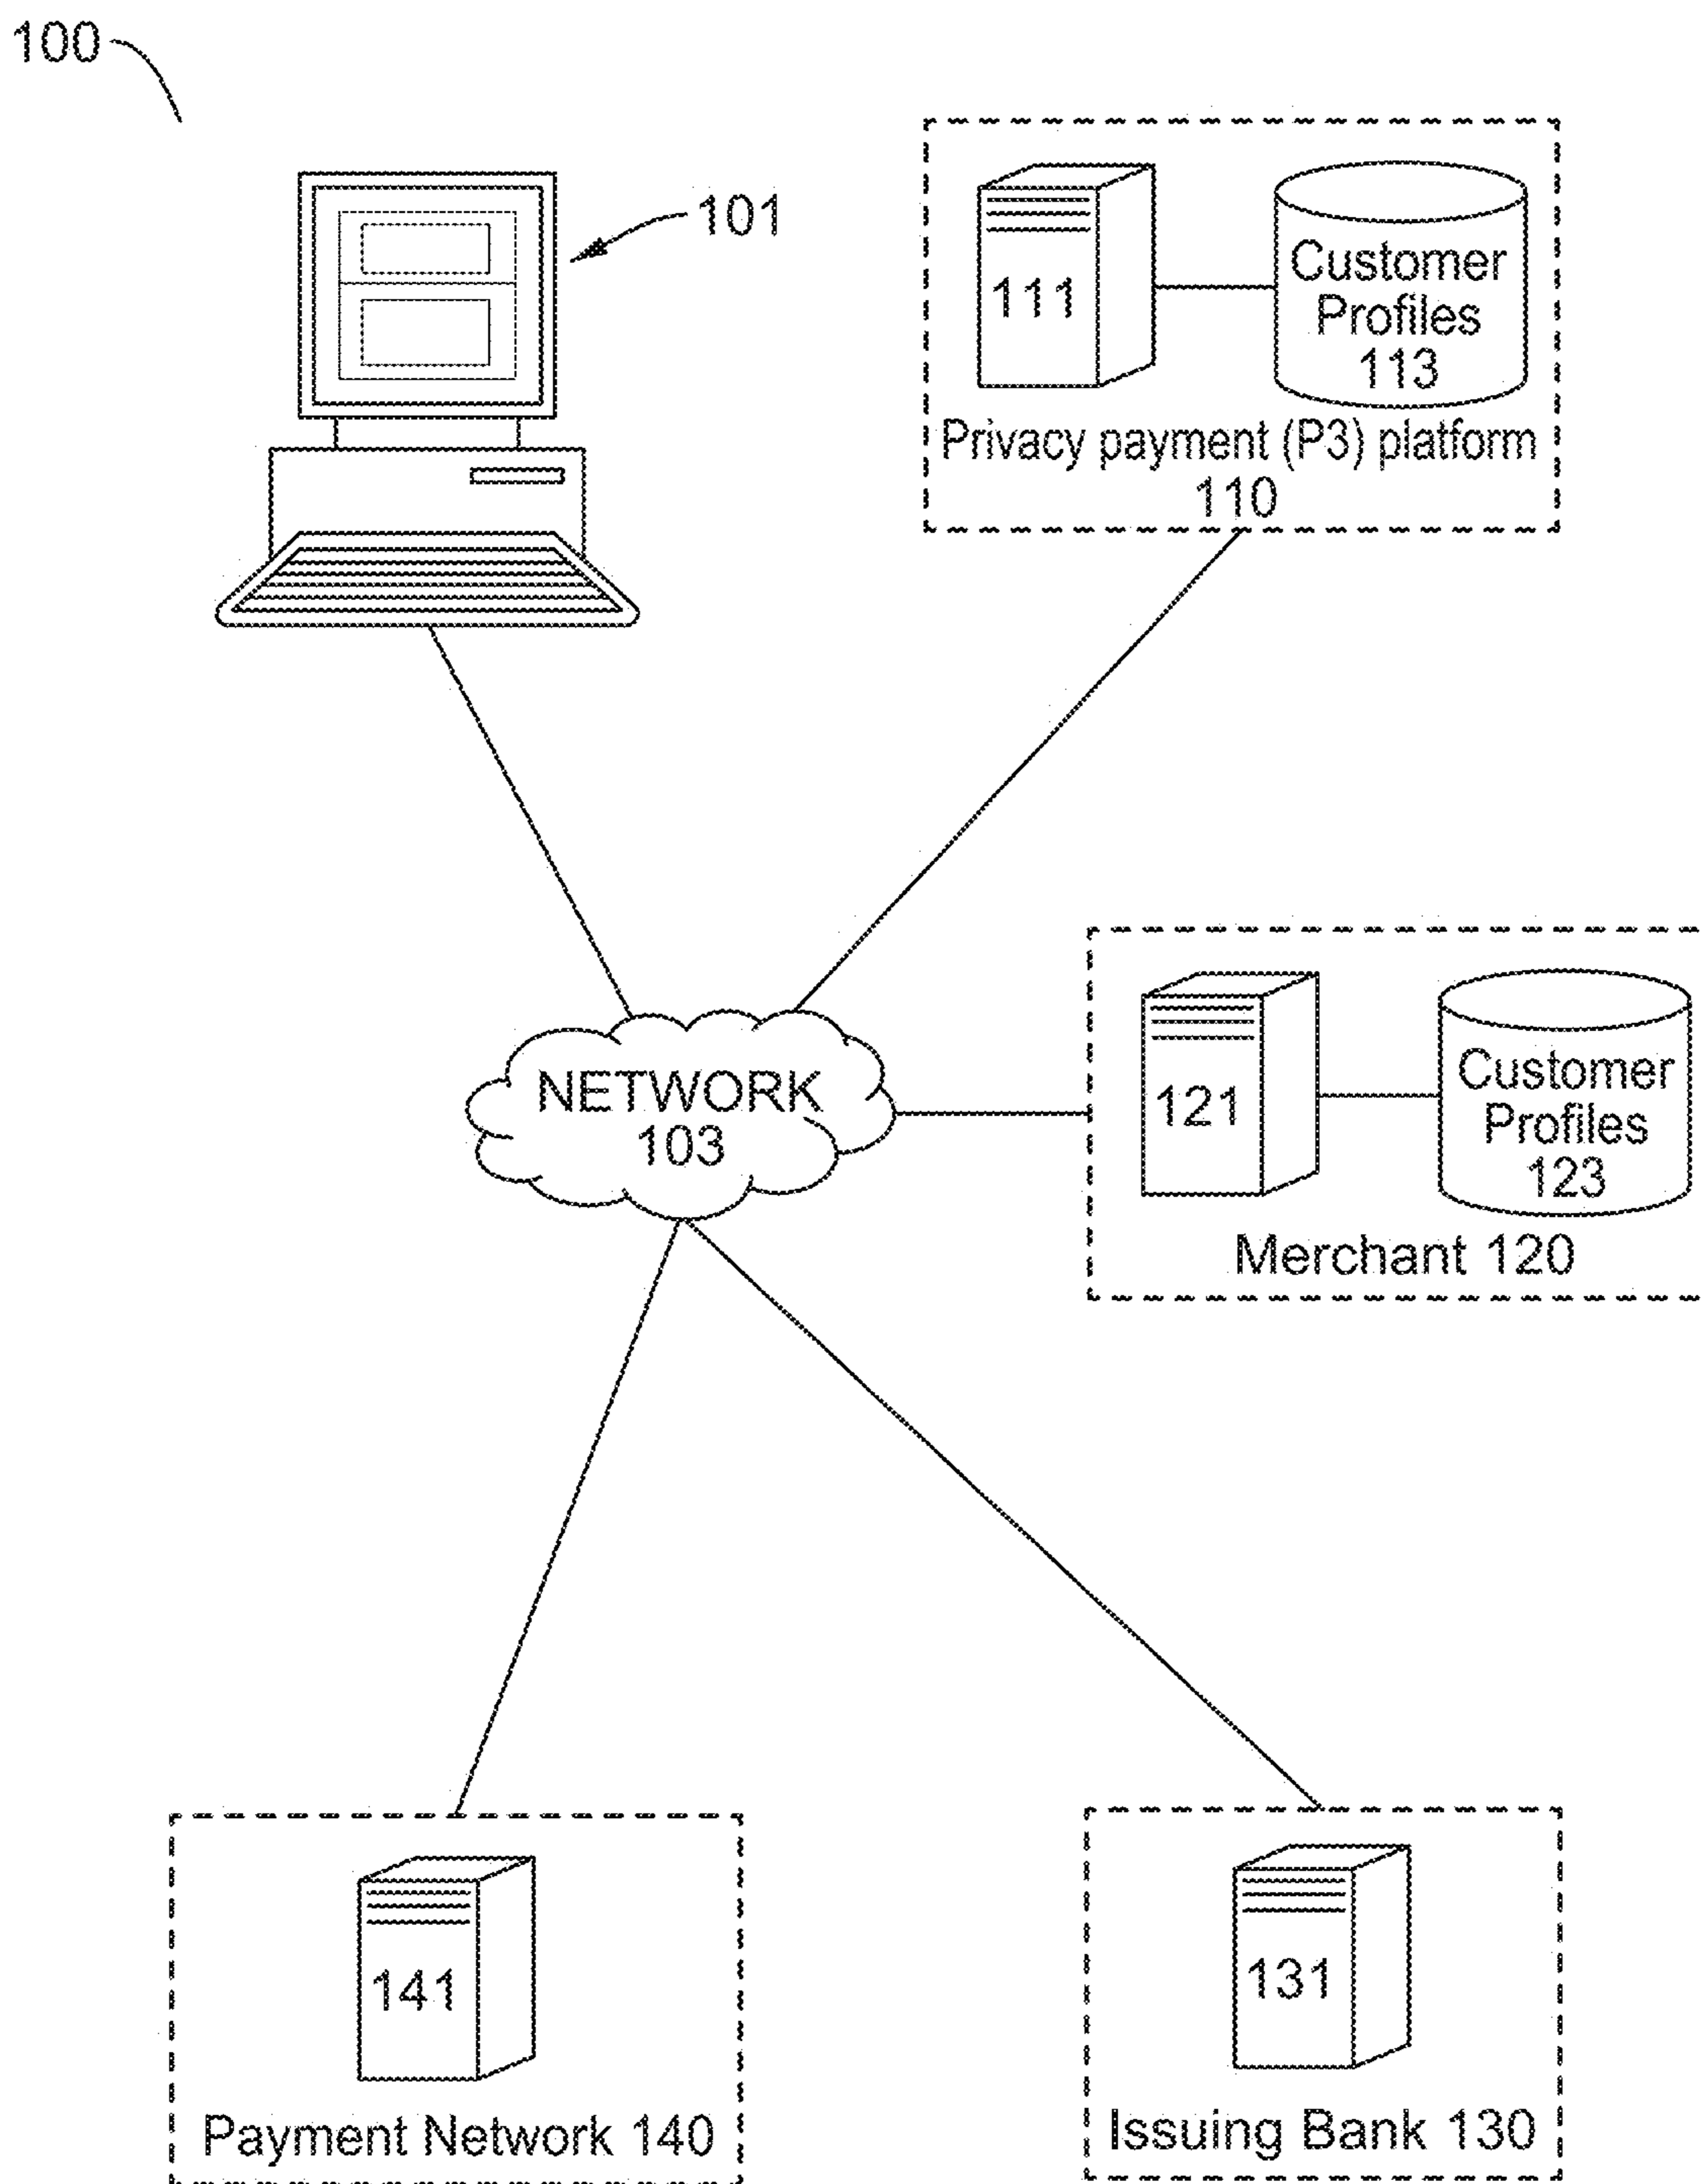 100
101
111
Customer
Profiles
113
Privacy payment (P3) platform
110
NETWORK
103
121
Customer
Profiles
123
Merchant 120
141
Payment Network 140
131
Issuing Bank 130